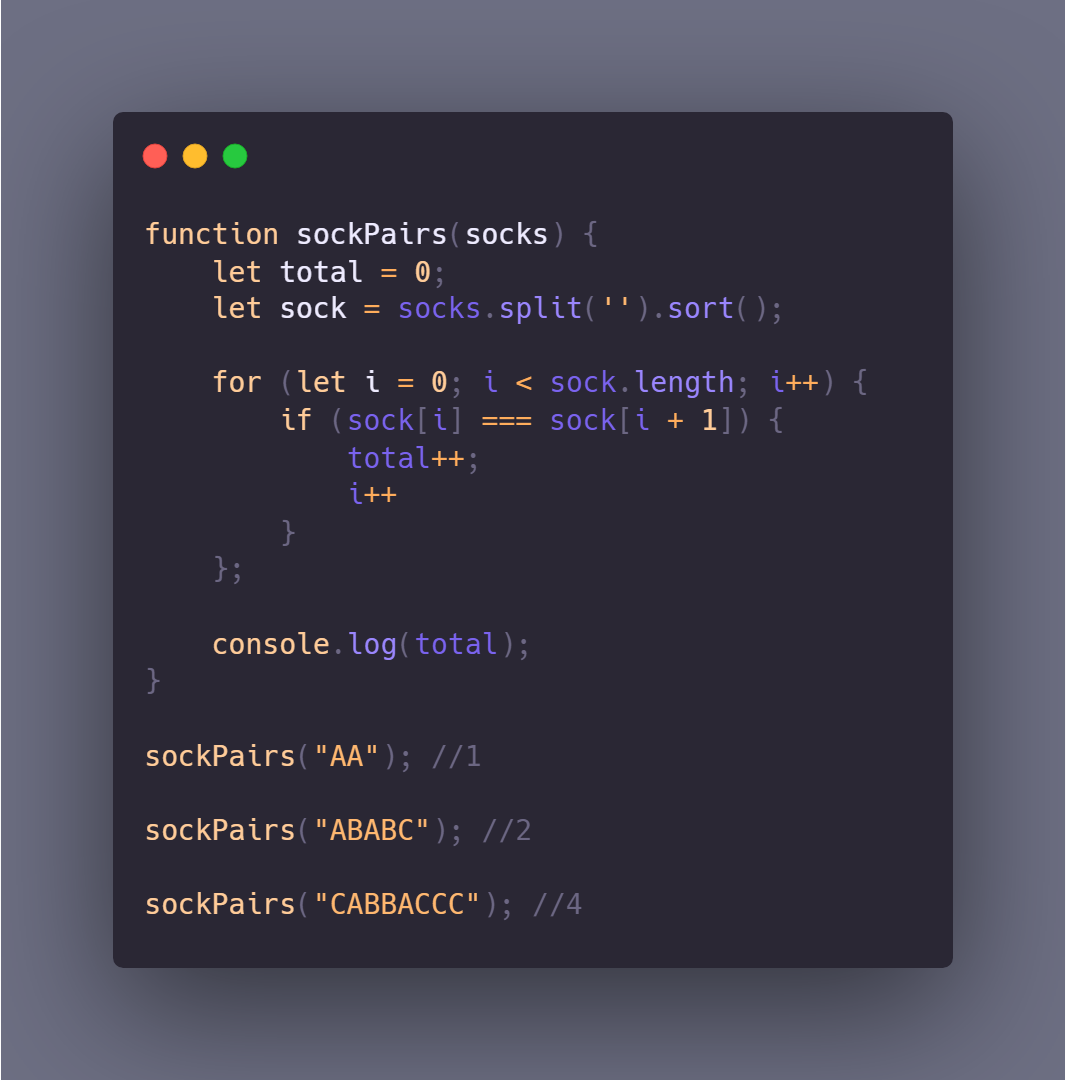 function sockPairs(socks) {
    let total = 0;
    let sock = socks.split('').sort();

    for (let i = 0; i < sock.length; i++) {
        if (sock[i] === sock[i + 1]) {
            total++;
            i++
        }
    };

    console.log(total);
}

sockPairs("AA"); //1

sockPairs("ABABC"); //2

sockPairs("CABBACCC"); //4